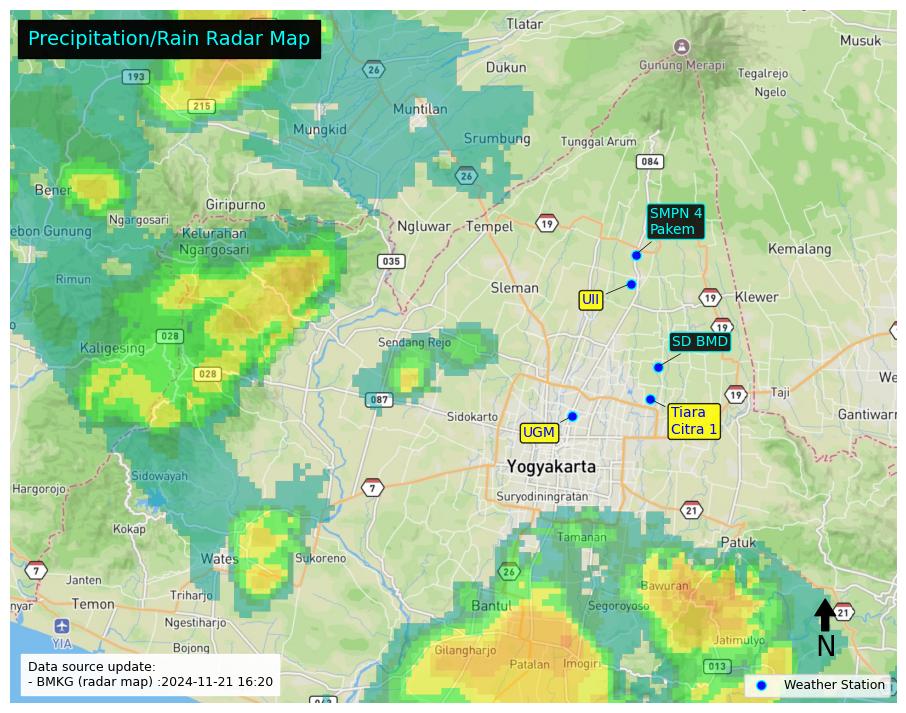 Precipitation/Rain Radar Map
Tlatar
Musuk
193
26
Dukun
Gunung Merapi
Tegalrejo
Ngelo
215
Muntilan
Mungkid
Srumbung
Tunggal Arum
084
26
Bener
Ngargosari
Giripurno
SMPN 4
Pakem
Ngluwar
Tempel
19
ebon Gunung
Kelurahan
Ngargosari
Kemalang
035
Rimun
Sleman
UII
19
Klewer
19
028
Sendang Rejo
SD BMD
Kaligesing
028
We
087
19
Taji
Sidokarto
Tiara
Citra 1
Gantiwarn
UGM
Yogyakarta
Sidowayah
Hargorojo
7
Suryodiningratan
21
Kokap
Tamanan
Patuk
Wates
Sukoreno
7
26
Janten
Bawuran
Triharjo
nyar
Temon
Bantul
Segoroyoso
21
Ngestiharjo
YIA
N
Jatimulyo
Bojong
Gilangharjo
Patalan
Imogiri
013
Data source update:
- BMKG (radar map) :2024-11-21 16:20
Weather Station